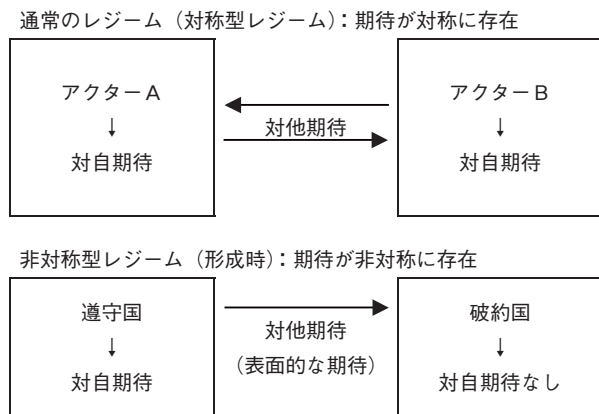 通常のレジーム（対称型レジーム）：期待が対称に存在
アクターA
↓
対自期待
対他期待
アクターB
↓
対自期待
非対称型レジーム（形成時）：期待が非対称に存在
遵守国
↓
対自期待
対他期待
（表面的な期待）
破約国
↓
対自期待なし